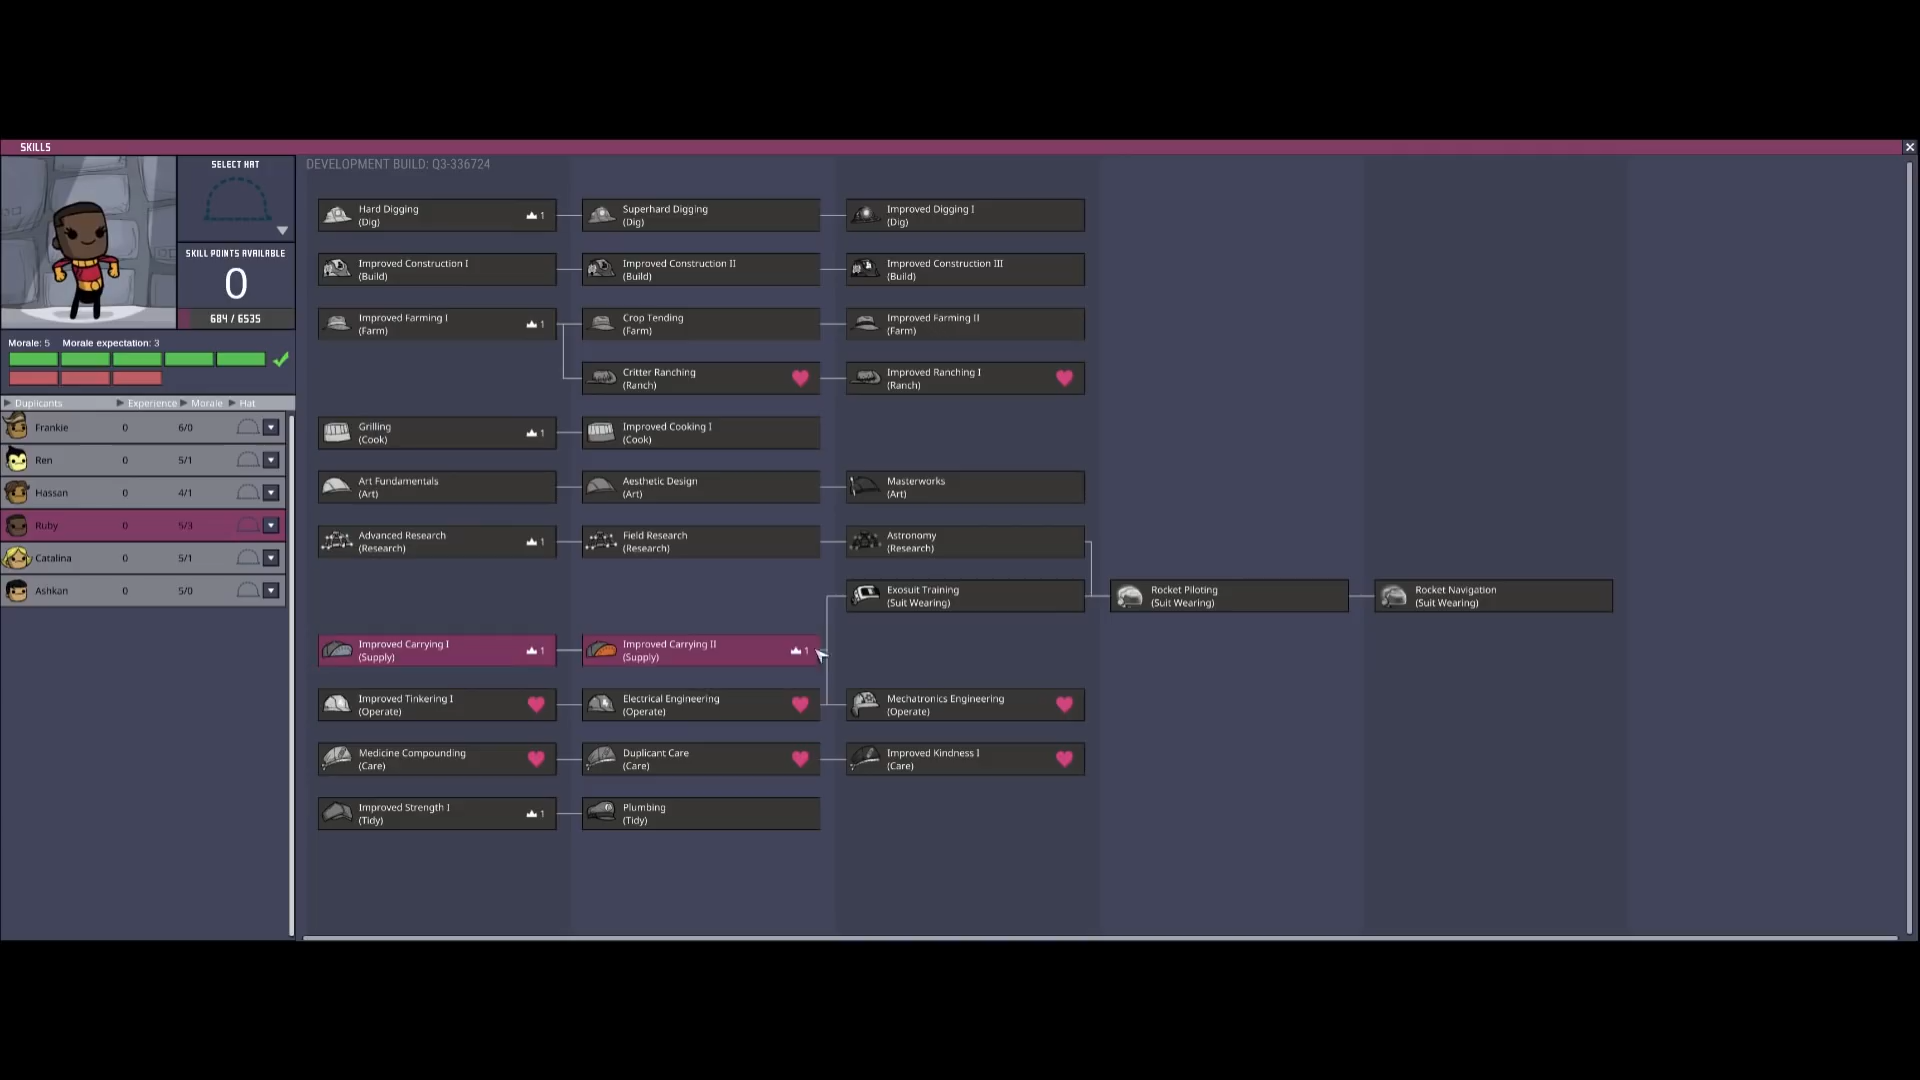 SKILLS
SELECT HAT
DEVELOPMENT BUILD: Q3-336724
SKILL POINTS AVAILABLE
0
684 / 6535
Morale: 5 Morale expectation: 3
Duplicants Experience Morale Hat
Frankie 0 6/0
Ren 0 5/1
Hassan 0 4/1
Ruby 0 5/3
Catalina 0 5/1
Ashkan 0 5/0
Hard Digging
(Dig)
1
Superhard Digging
(Dig)
Improved Digging I
(Dig)
Improved Construction I
(Build)
Improved Construction II
(Build)
Improved Construction III
(Build)
Improved Farming I
(Farm)
1
Crop Tending
(Farm)
Improved Farming II
(Farm)
Critter Ranching
(Ranch)
Improved Ranching I
(Ranch)
Grilling
(Cook)
1
Improved Cooking I
(Cook)
Art Fundamentals
(Art)
Aesthetic Design
(Art)
Masterworks
(Art)
Advanced Research
(Research)
1
Field Research
(Research)
Astronomy
(Research)
Exosuit Training
(Suit Wearing)
Rocket Piloting
(Suit Wearing)
Rocket Navigation
(Suit Wearing)
Improved Carrying I
(Supply)
1
Improved Carrying II
(Supply)
1
Improved Tinkering I
(Operate)
Electrical Engineering
(Operate)
Mechatronics Engineering
(Operate)
Medicine Compounding
(Care)
Duplicant Care
(Care)
Improved Kindness I
(Care)
Improved Strength I
(Tidy)
1
Plumbing
(Tidy)